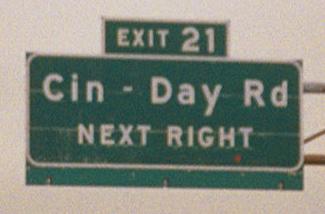 EXIT 21
Cin - Day Rd
NEXT RIGHT